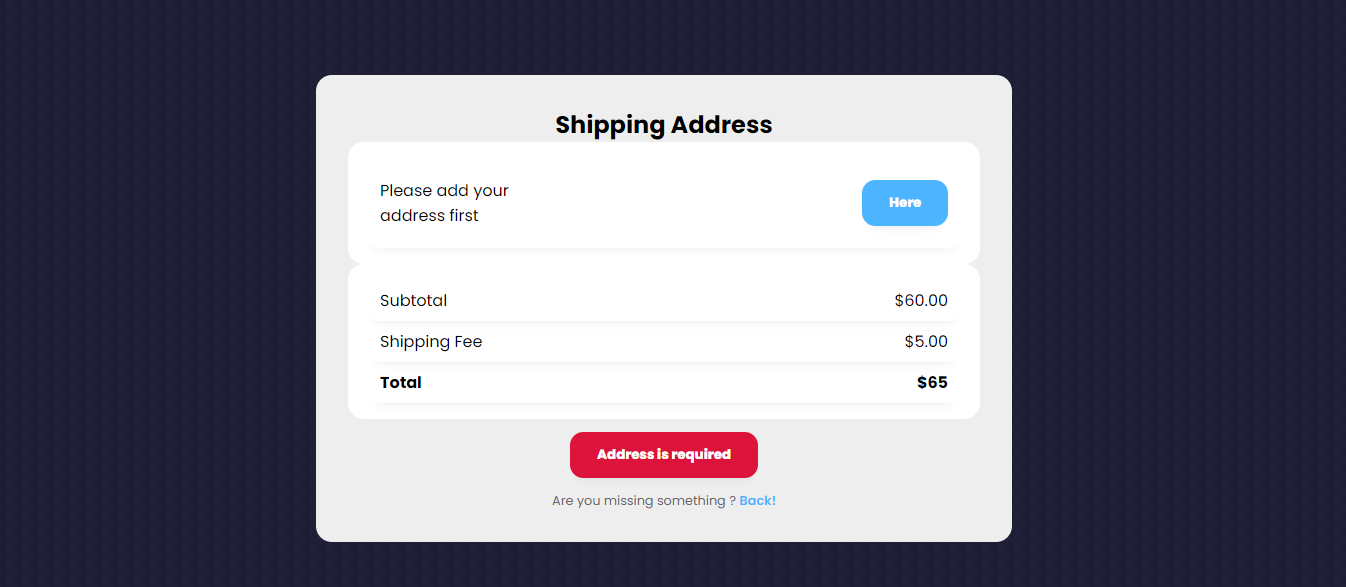 Shipping Address
Please add your
address first
Here
Subtotal $60.00
Shipping Fee $5.00
Total $65
Address is required
Are you missing something ? Back!